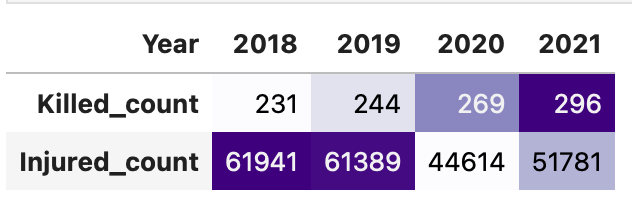 Year 2018 2019 2020 2021
Killed_count 231 244 269 296
Injured_count 61941 61389 44614 51781